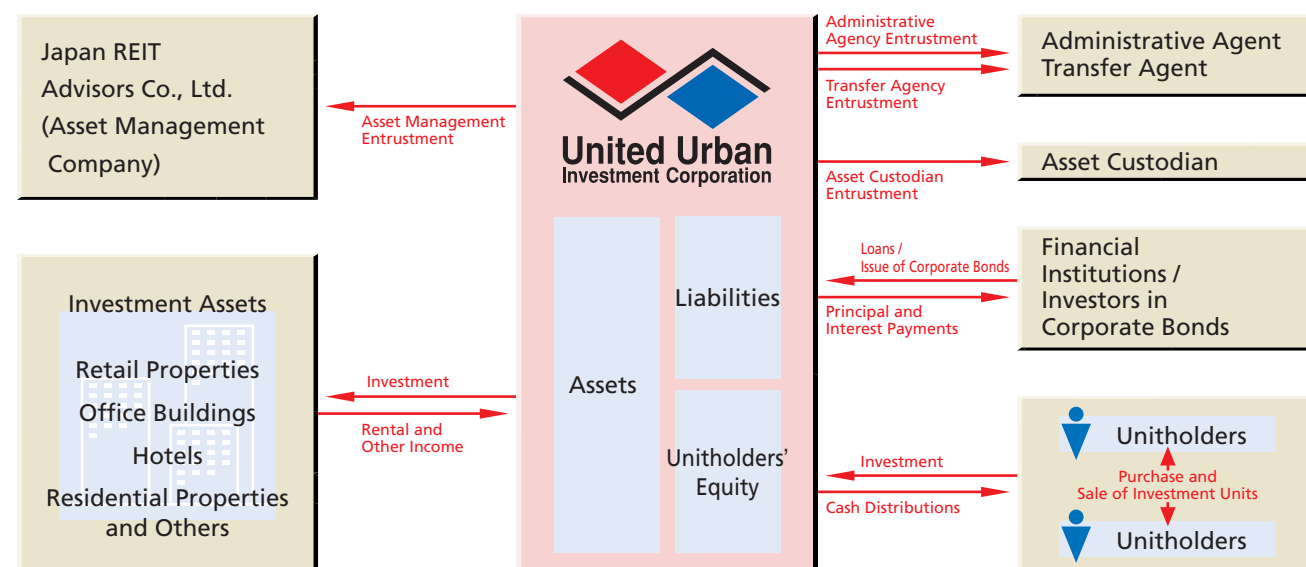 Japan REIT
Advisors Co., Ltd.
(Asset Management
Company)
Asset Management
Entrustment
Investment Assets
Retail Properties
Office Buildings
Hotels
Residential Properties
and Others
Investment
Rental and
Other Income
United Urban
Investment Corporation
Assets
Liabilities
Unitholders'
Equity
Administrative
Agency Entrustment
Transfer Agency
Entrustment
Administrative Agent
Transfer Agent
Asset Custodian
Entrustment
Asset Custodian
Loans /
Issue of Corporate Bonds
Principal and
Interest Payments
Financial
Institutions /
Investors in
Corporate Bonds
Investment
Cash Distributions
Unitholders
Purchase and
Sale of Investment Units
Unitholders